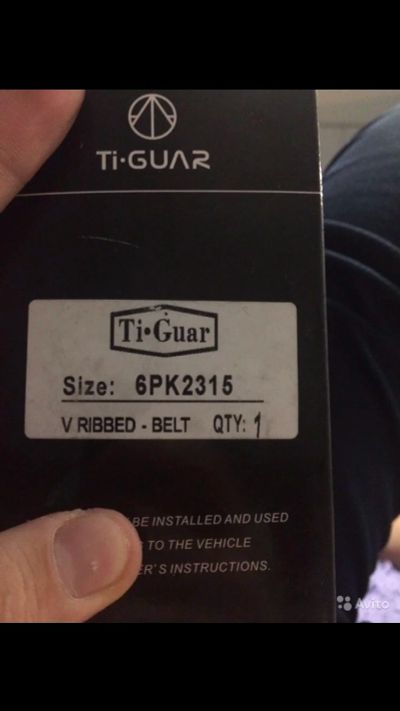 Ti·GUAR
Ti·Guar
Size: 6PK2315
V RIBBED - BELT QTY: 1
BE INSTALLED AND USED
TO THE VEHICLE
ER'S INSTRUCTIONS.
Avito